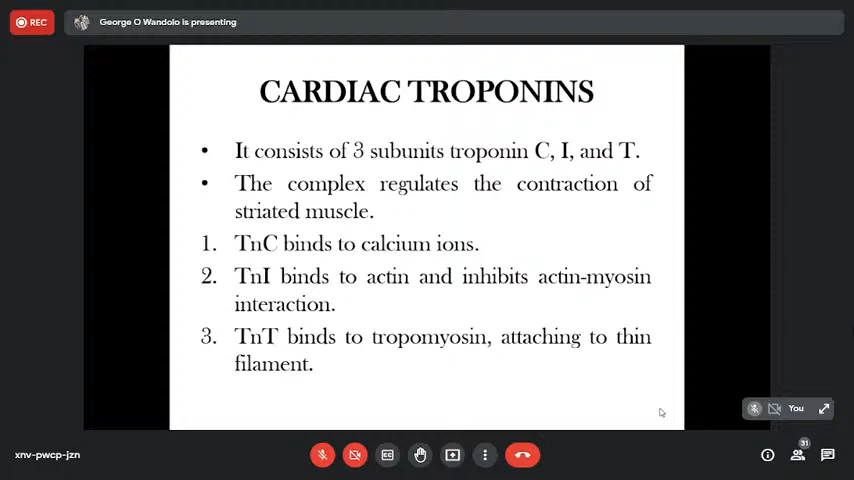 REC
George O Wandolo is presenting
CARDIAC TROPONINS
• It consists of 3 subunits troponin C, I, and T.
• The complex regulates the contraction of
striated muscle.
1. TnC binds to calcium ions.
2. TnI binds to actin and inhibits actin-myosin
interaction.
3. TnT binds to tropomyosin, attaching to thin
filament.
You
31
xnv-pwcp-jzn